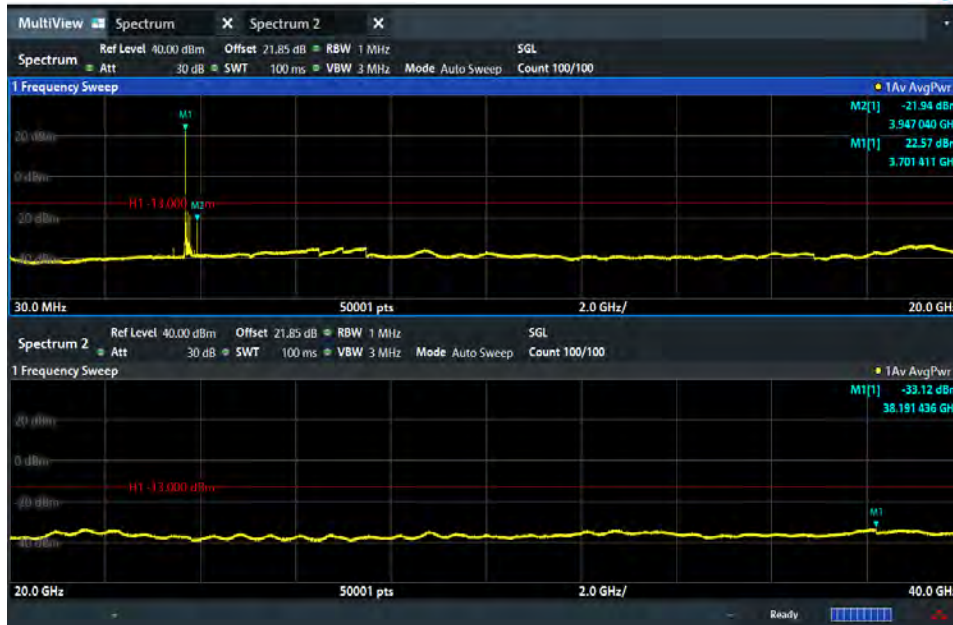 MultiView Spectrum X Spectrum 2 X
Ref Level 40.00 dBm Offset 21.85 dB RBW 1 MHz SGL
Spectrum Att 30 dB SWT 100 ms VBW 3 MHz Mode Auto Sweep Count 100/100
1 Frequency Sweep 1Av AvgPwr
M2[1] -21.94 dBr
3.947 040 GH
M1[1] 22.57 dBr
3.701 411 GH
M1
20 dBm
0 dBm
H1 -13.000 M2 m
-20 dBm
-40 dBm
30.0 MHz 50001 pts 2.0 GHz/ 20.0 GH
Ref Level 40.00 dBm Offset 21.85 dB RBW 1 MHz SGL
Spectrum 2 Att 30 dB SWT 100 ms VBW 3 MHz Mode Auto Sweep Count 100/100
1 Frequency Sweep 1Av AvgPwr
M1[1] -33.12 dBr
38.191 436 GH
20 dBm
0 dBm
H1 -13.000 dBm
-20 dBm
M1
-40 dBm
20.0 GHz 50001 pts 2.0 GHz/ 40.0 GH
Ready